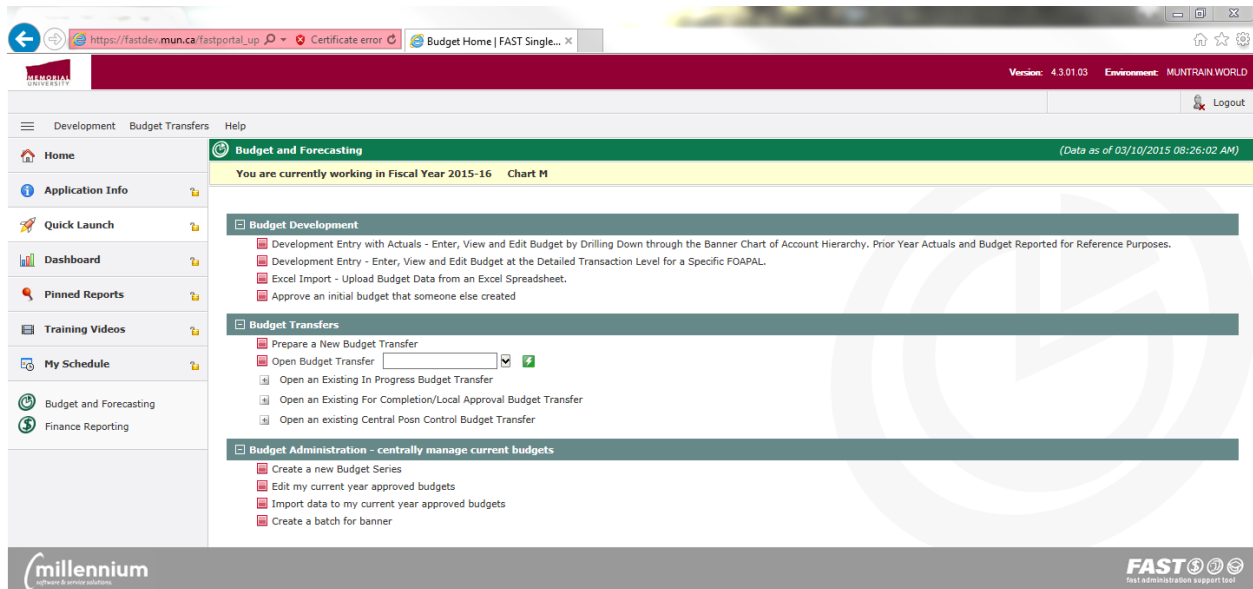 https://fastdev.mun.ca/fastportal_up Certificate error Budget Home | FAST Single...
MEMORIAL
UNIVERSITY
Version: 4.3.01.03 Environment: MUNTRAIN.WORLD
Logout
Development Budget Transfers Help
Home
Application Info
Quick Launch
Dashboard
Pinned Reports
Training Videos
My Schedule
Budget and Forecasting
Finance Reporting
Budget and Forecasting (Data as of 03/10/2015 08:26:02 AM)
You are currently working in Fiscal Year 2015-16 Chart M
Budget Development
Development Entry with Actuals - Enter, View and Edit Budget by Drilling Down through the Banner Chart of Account Hierarchy. Prior Year Actuals and Budget Reported for Reference Purposes.
Development Entry - Enter, View and Edit Budget at the Detailed Transaction Level for a Specific FOAPAL.
Excel Import - Upload Budget Data from an Excel Spreadsheet.
Approve an initial budget that someone else created
Budget Transfers
Prepare a New Budget Transfer
Open Budget Transfer
Open an Existing In Progress Budget Transfer
Open an Existing For Completion/Local Approval Budget Transfer
Open an existing Central Posn Control Budget Transfer
Budget Administration - centrally manage current budgets
Create a new Budget Series
Edit my current year approved budgets
Import data to my current year approved budgets
Create a batch for banner
millennium
software & service solutions.
FAST
fast administration support tool